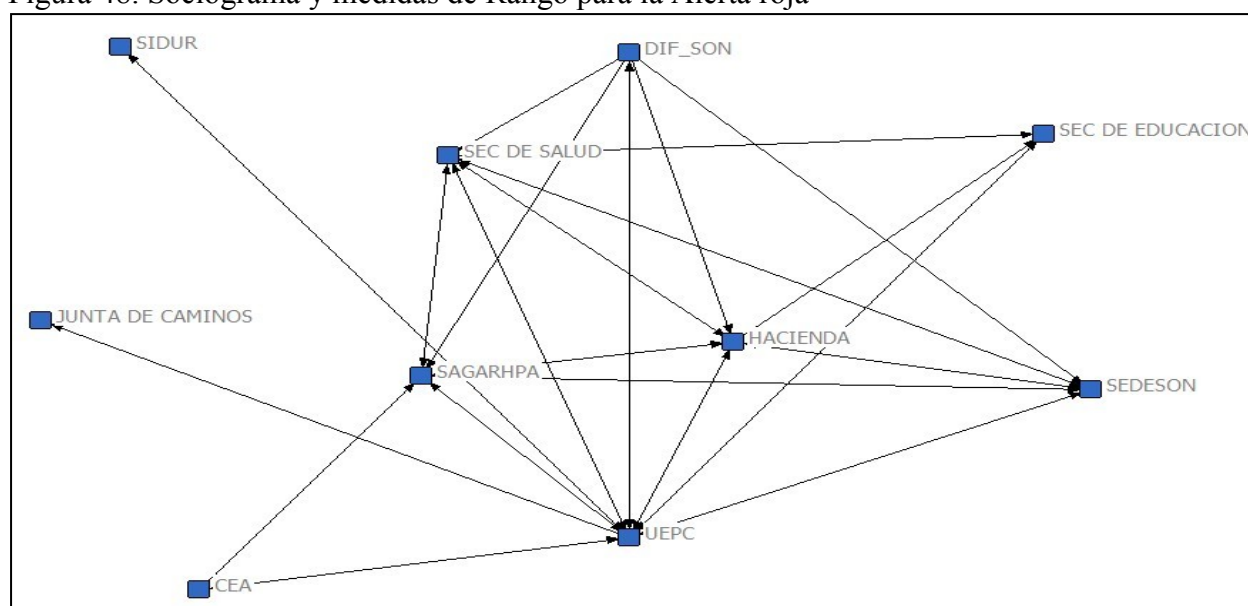 Figura 48. Sociograma y medidas de Rango para la Alerta roja
SIDUR
DIF_SON
SEC DE EDUCACION
SEC DE SALUD
JUNTA DE CAMINOS
HACIENDA
SAGARHPA
SEDESON
UEPC
CEA